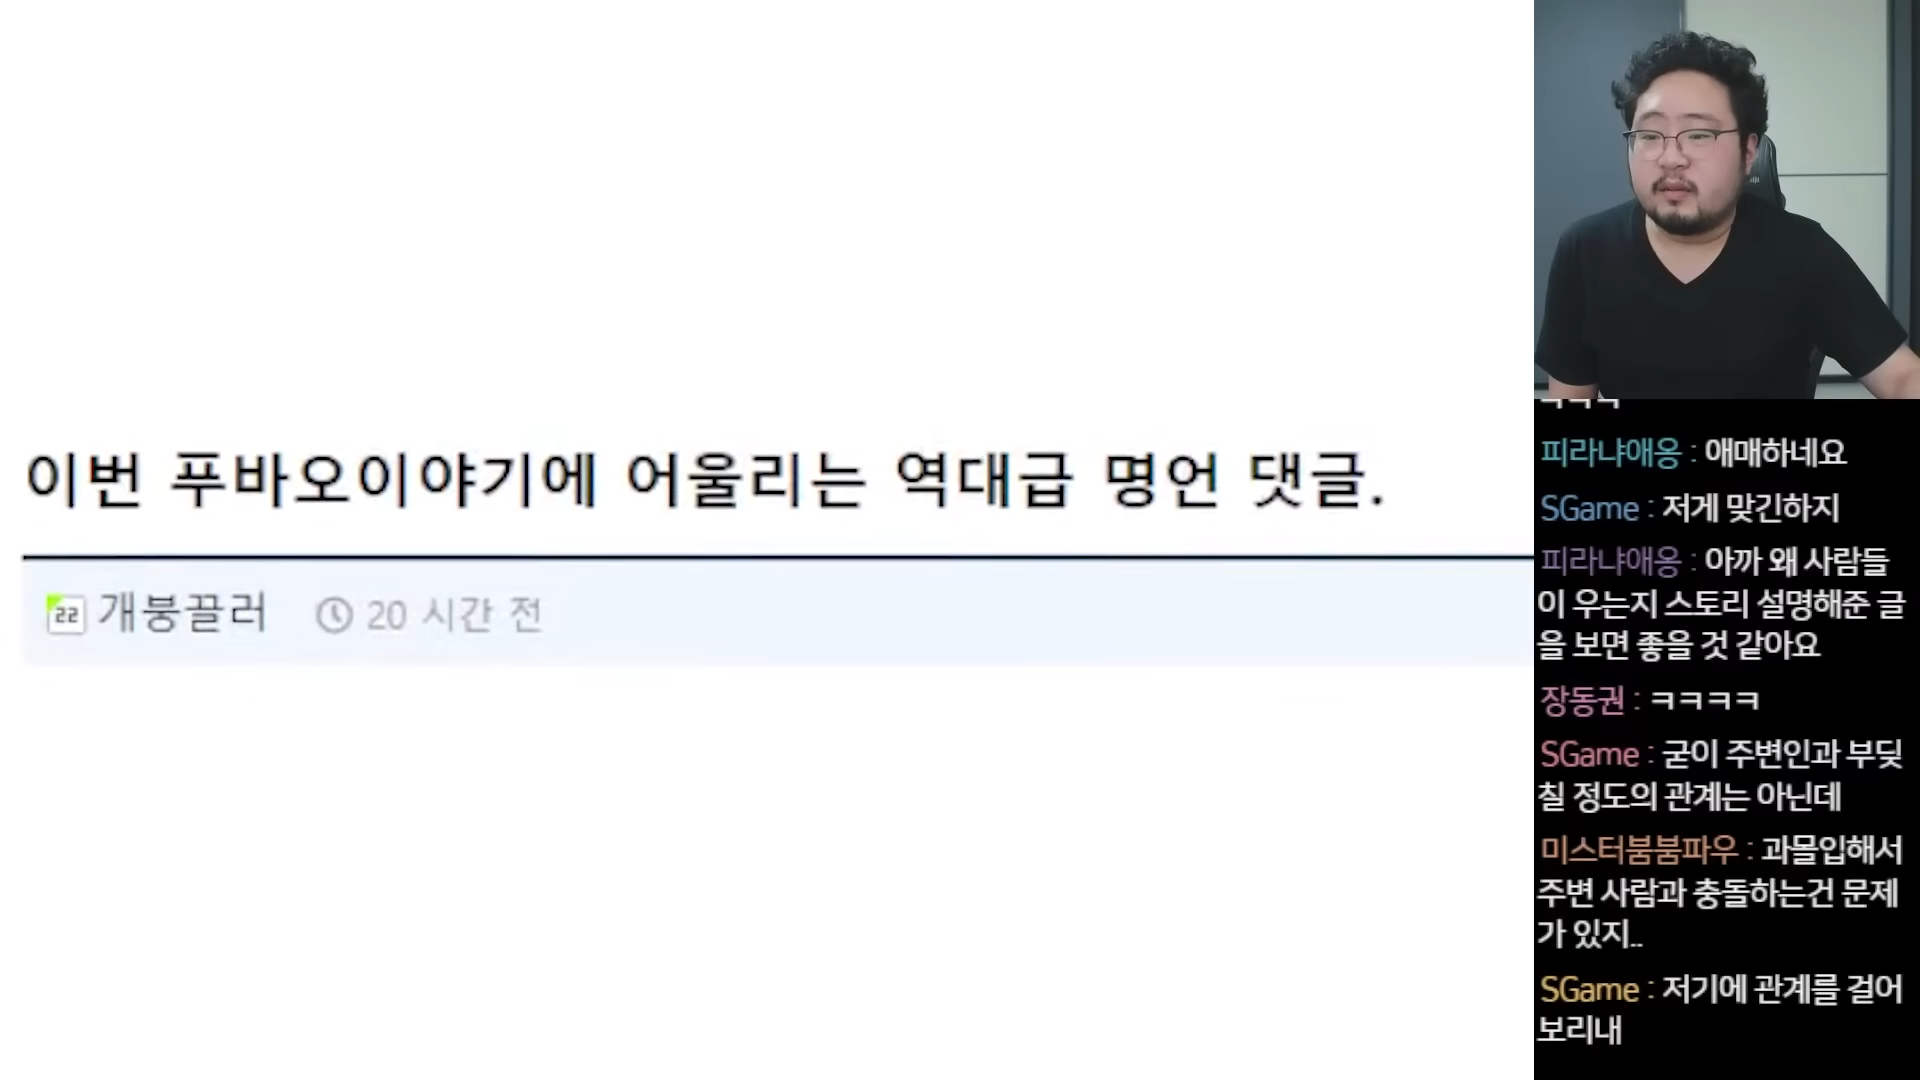 이번 푸바오이야기에 어울리는 역대급 명언 댓글.
22 개붕끌러 20 시간 전
피라냐애옹 : 애매하네요
SGame : 저게 맞긴하지
피라냐애옹 : 아까 왜 사람들
이 우는지 스토리 설명해준 글
을 보면 좋을 것 같아요
장동권 : ㅋㅋㅋㅋ
SGame : 굳이 주변인과 부딪
칠 정도의 관계는 아닌데
미스터붐붐파우 : 과몰입해서
주변 사람과 충돌하는건 문제
가 있지..
SGame : 저기에 관계를 걸어
보리내